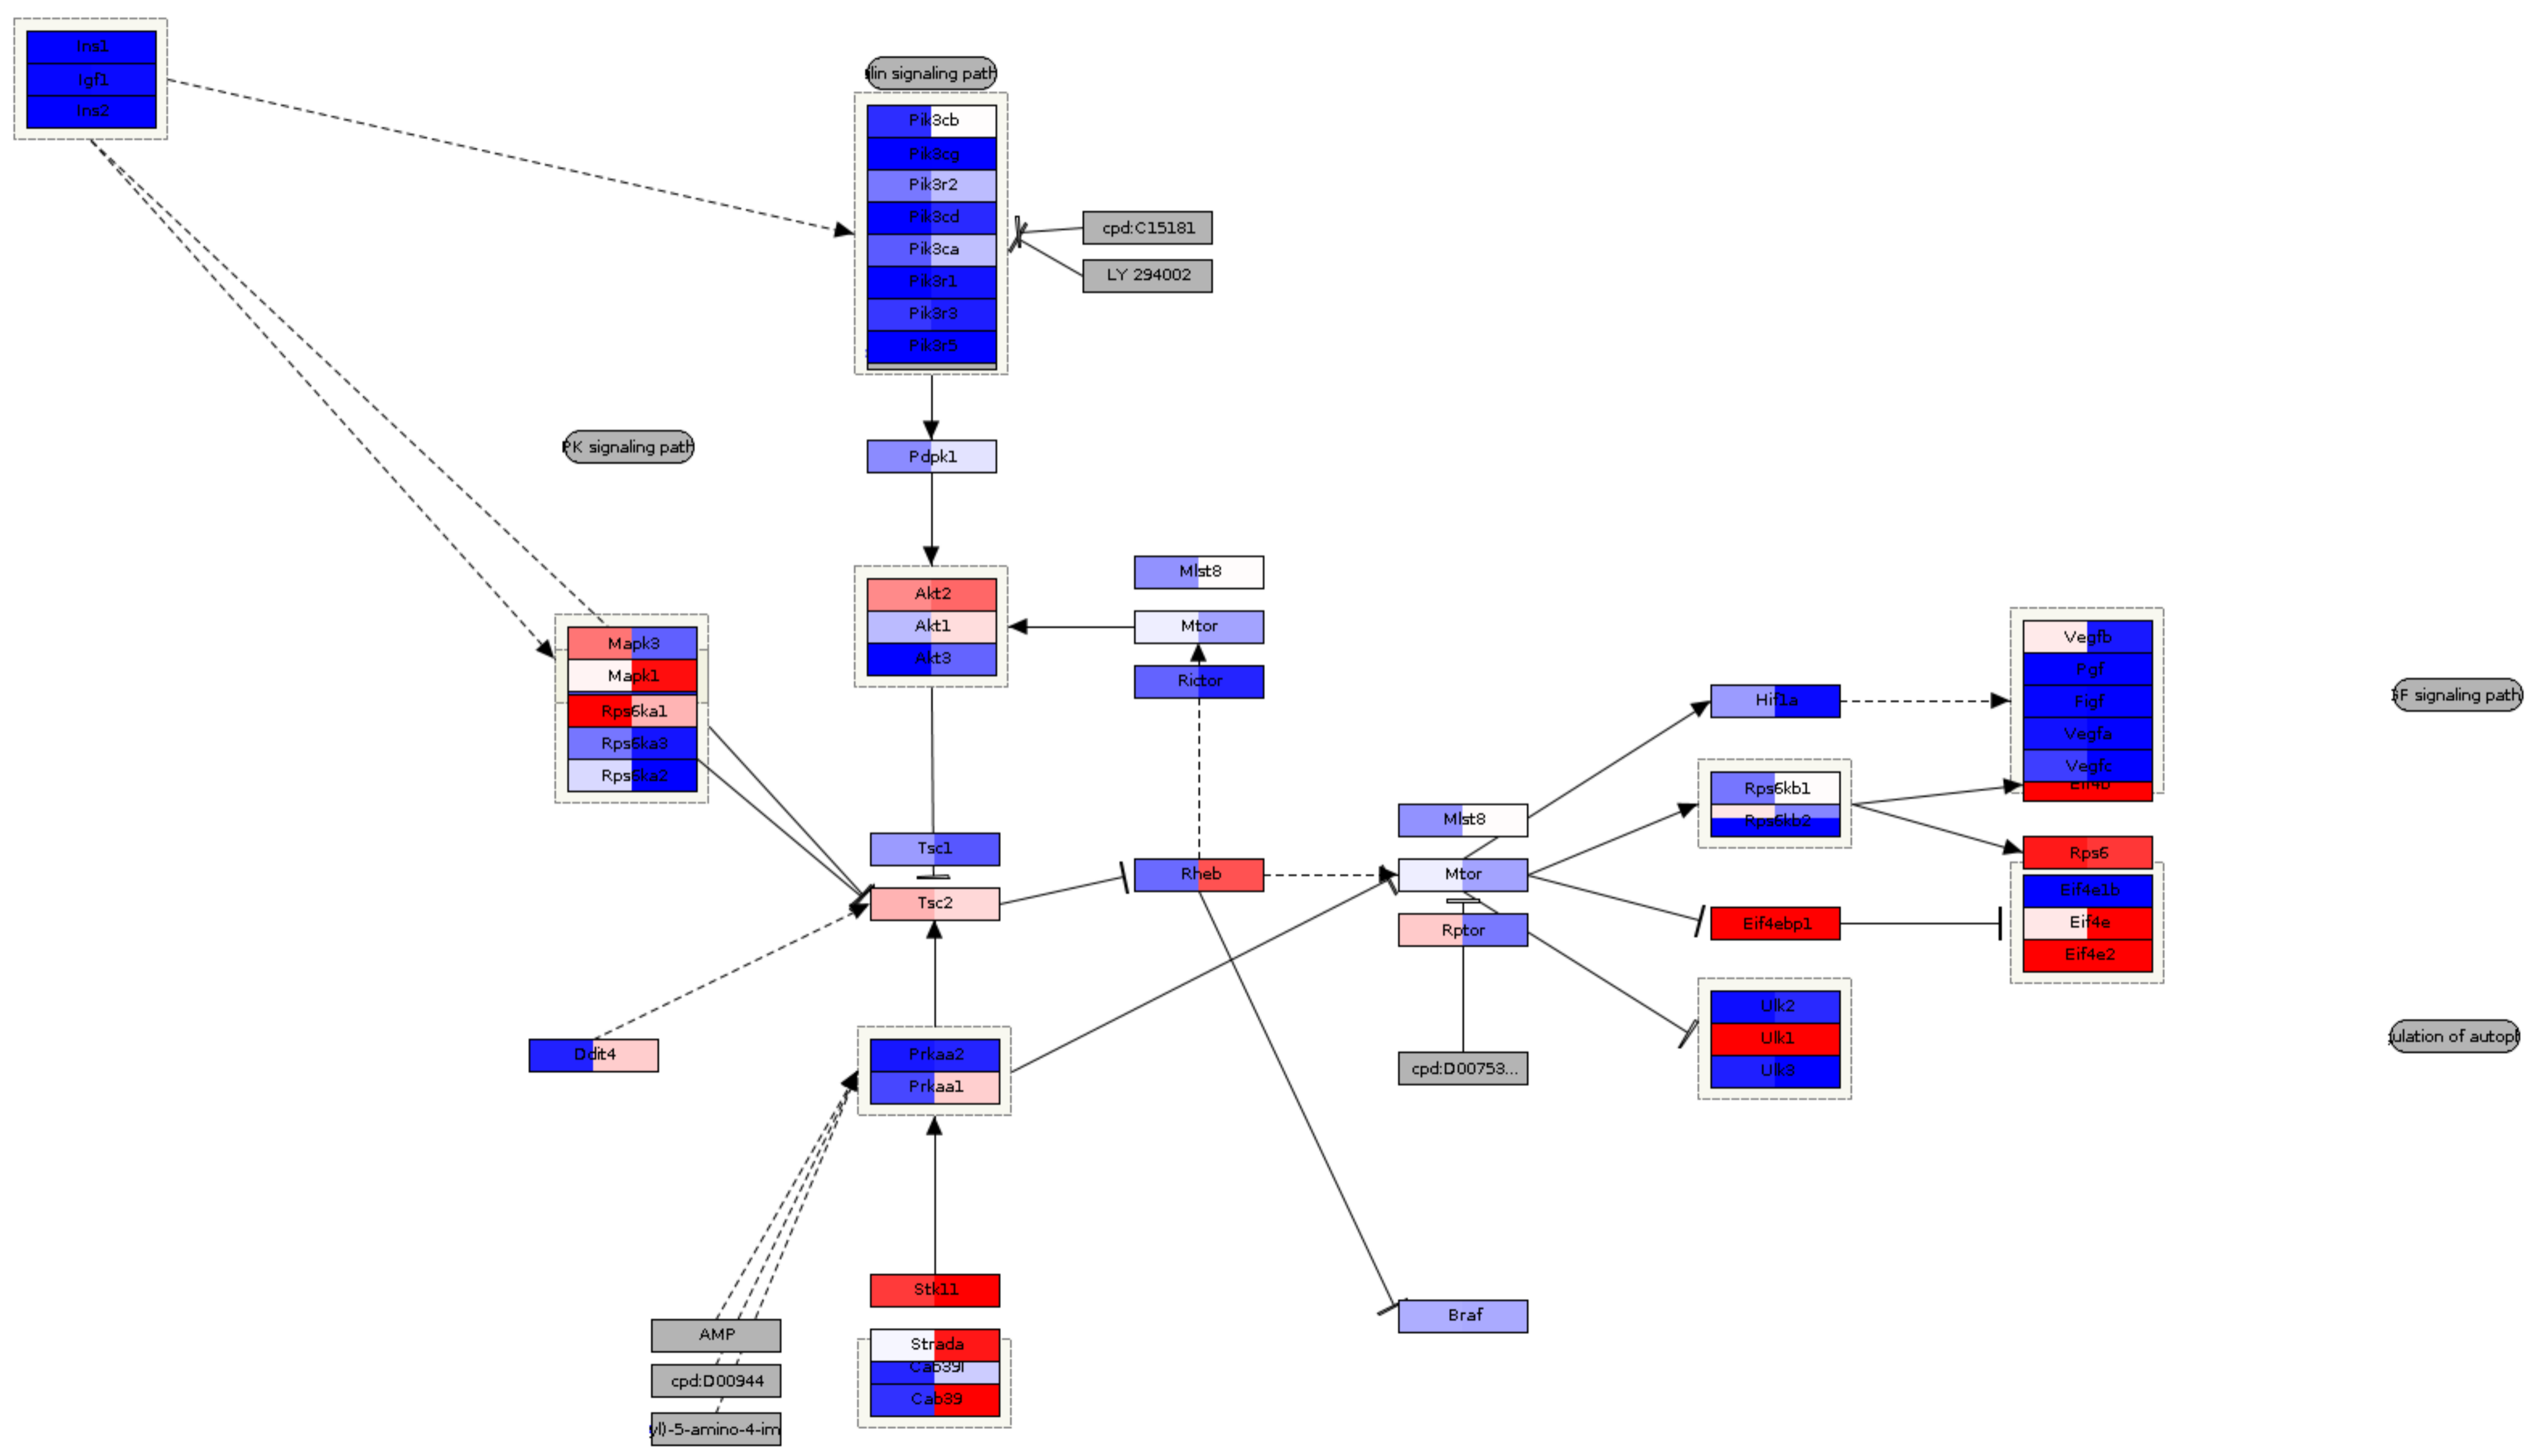 Ins1
Igf1
Ins2
lin signaling path
Pik3cb
Pik3cg
Pik3r2
Pik3cd
Pik3ca
Pik3r1
Pik3r3
Pik3r5
cpd:C15181
LY 294002
PK signaling path
Pdpk1
Akt2
Akt1
Akt3
Mlst8
Mtor
Rictor
Mapk3
Mapk1
Rps6ka1
Rps6ka3
Rps6ka2
Tsc1
Tsc2
Rheb
Mlst8
Mtor
Rptor
cpd:D00753...
Hif1a
Rps6kb1
Rps6kb2
Eif4ebp1
Ulk2
Ulk1
Ulk3
Vegfb
Pgf
Figf
Vegfa
Vegfc
Eif4b
Rps6
Eif4e1b
Eif4e
Eif4e2
GF signaling path
ulation of autoph
Ddit4
Prkaa2
Prkaa1
Stk11
Strada
Cab39l
Cab39
Braf
AMP
cpd:D00944
yl)-5-amino-4-im